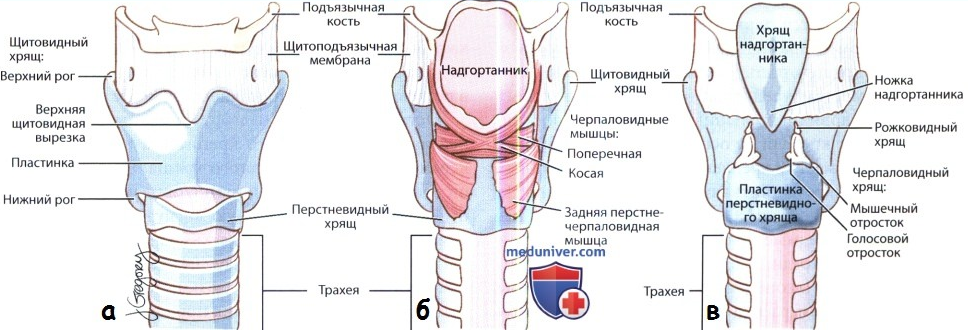 Подъязычная
кость
Щитовидный
хрящ:
Верхний рог
Верхняя
щитовидная
вырезка
Пластинка
Нижний рог
Щитоподъязычная
мембрана
Перстневидный
хрящ
Трахея
а
Gregory
Надгортанник
Щитовидный
хрящ
Черпаловидные
мышцы:
Поперечная
Косая
Задняя перстне-
черпаловидная
мышца
meduniver.com
б
Подъязычная
кость
Хрящ
надгортан-
ника
Ножка
надгортанника
Рожковидный
хрящ
Черпаловидный
хрящ:
Мышечный
отросток
Голосовой
отросток
Пластинка
перстневидно-
го хряща
Трахея
в